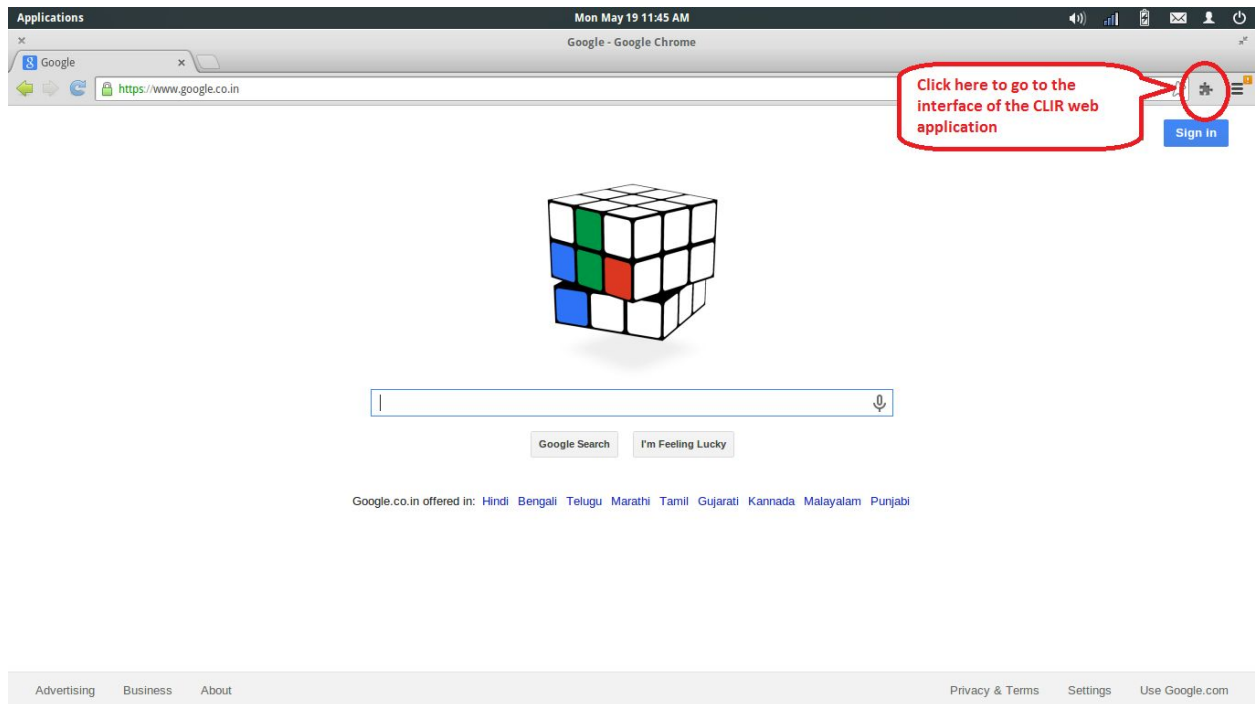 Applications Mon May 19 11:45 AM
Google - Google Chrome
8 Google
https://www.google.co.in
Click here to go to the
interface of the CLIR web
application
Sign in
Google Search I'm Feeling Lucky
Google.co.in offered in: Hindi Bengali Telugu Marathi Tamil Gujarati Kannada Malayalam Punjabi
Advertising Business About Privacy & Terms Settings Use Google.com